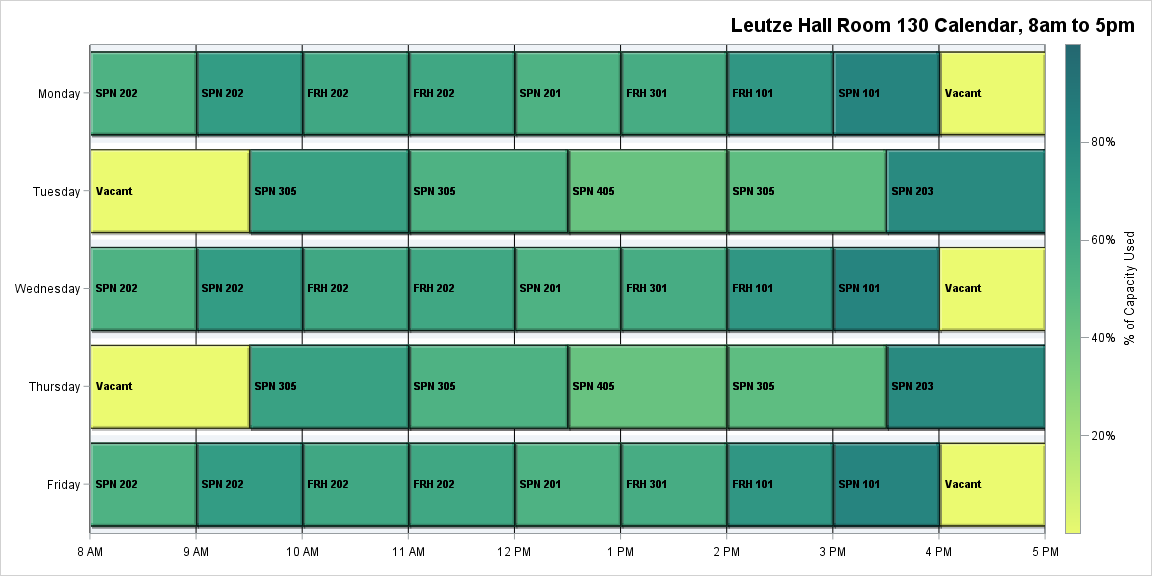 Leutze Hall Room 130 Calendar, 8am to 5pm
Monday
SPN 202
SPN 202
FRH 202
FRH 202
SPN 201
FRH 301
FRH 101
SPN 101
Vacant
Tuesday
Vacant
SPN 305
SPN 305
SPN 405
SPN 305
SPN 203
Wednesday
SPN 202
SPN 202
FRH 202
FRH 202
SPN 201
FRH 301
FRH 101
SPN 101
Vacant
Thursday
Vacant
SPN 305
SPN 305
SPN 405
SPN 305
SPN 203
Friday
SPN 202
SPN 202
FRH 202
FRH 202
SPN 201
FRH 301
FRH 101
SPN 101
Vacant
8 AM
9 AM
10 AM
11 AM
12 PM
1 PM
2 PM
3 PM
4 PM
5 PM
80%
60%
40%
20%
% of Capacity Used